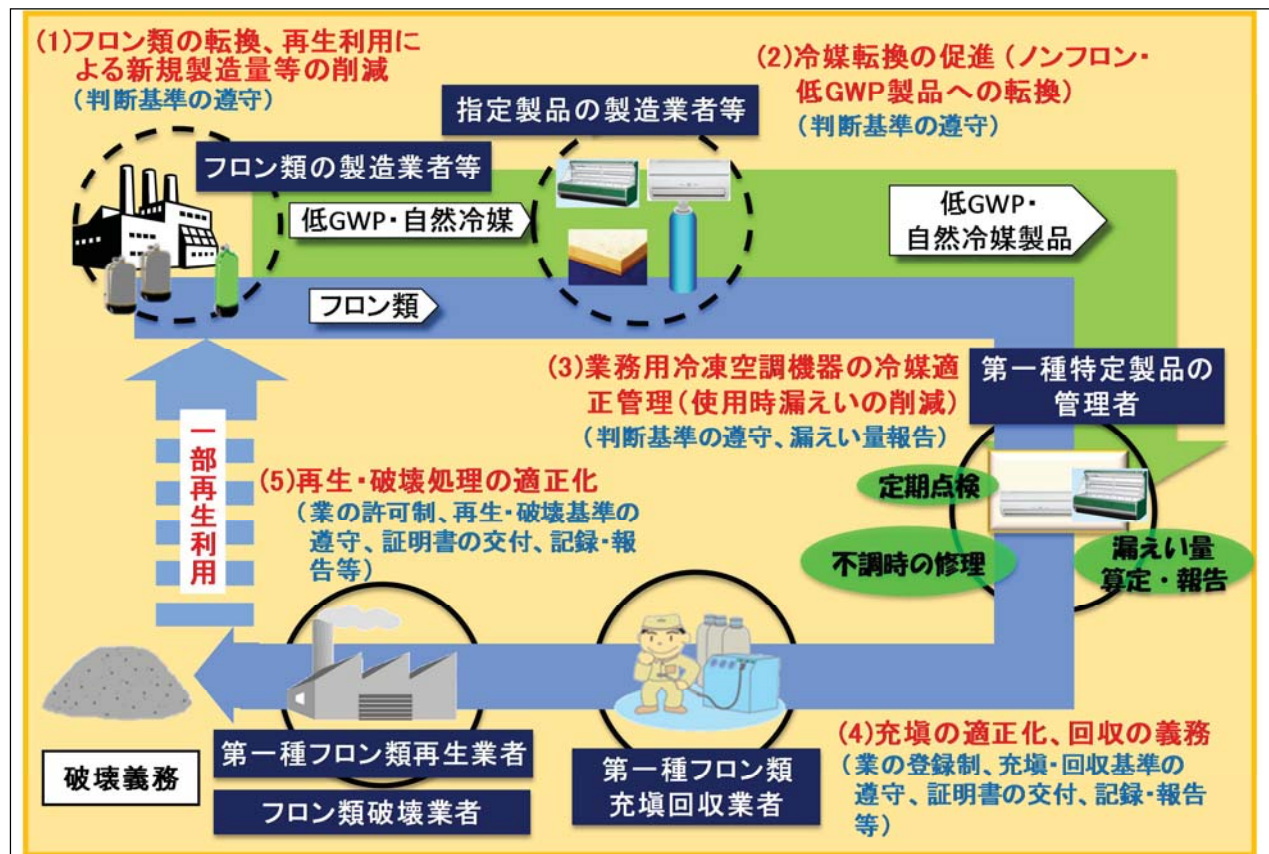 (1)フロン類の転換、再生利用に
よる新規製造量等の削減
(判断基準の遵守)
(2)冷媒転換の促進(ノンフロン・
低GWP製品への転換)
(判断基準の遵守)
指定製品の製造業者等
フロン類の製造業者等
低GWP・自然冷媒
低GWP・
自然冷媒製品
フロン類
(3)業務用冷凍空調機器の冷媒適
正管理(使用時漏えいの削減)
(判断基準の遵守、漏えい量報告)
第一種特定製品の
管理者
定期点検
不調時の修理
漏えい量
算定・報告
一部再生利用
(5)再生・破壊処理の適正化
(業の許可制、再生・破壊基準の
遵守、証明書の交付、記録・報
告等)
破壊義務
第一種フロン類再生業者
フロン類破壊業者
第一種フロン類
充塡回収業者
(4)充塡の適正化、回収の義務
(業の登録制、充塡・回収基準の
遵守、証明書の交付、記録・報告
等)